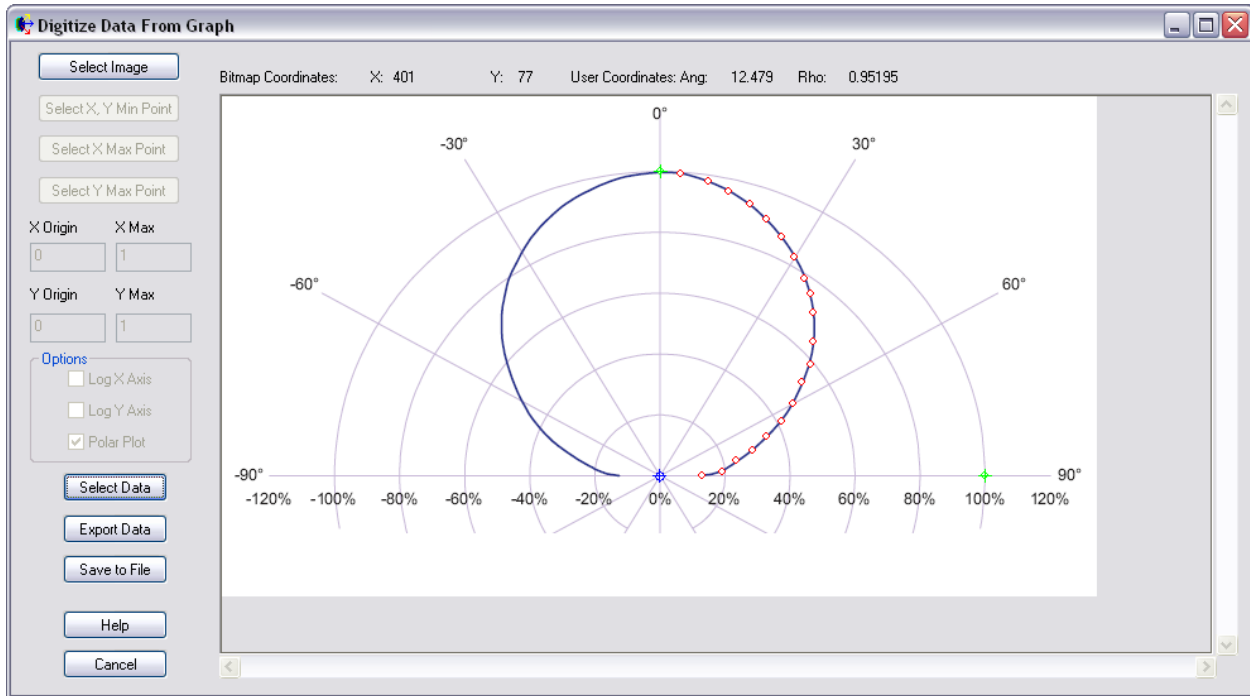 Digitize Data From Graph
Select Image
Bitmap Coordinates: X: 401 Y: 77 User Coordinates: Ang: 12.479 Rho: 0.95195
Select X, Y Min Point
Select X Max Point
Select Y Max Point
X Origin X Max
0 1
Y Origin Y Max
0 1
Options
Log X Axis
Log Y Axis
Polar Plot
Select Data
Export Data
Save to File
Help
Cancel
0°
-30° 30°
-60° 60°
-90° 90°
-120% -100% -80% -60% -40% -20% 0% 20% 40% 60% 80% 100% 120%